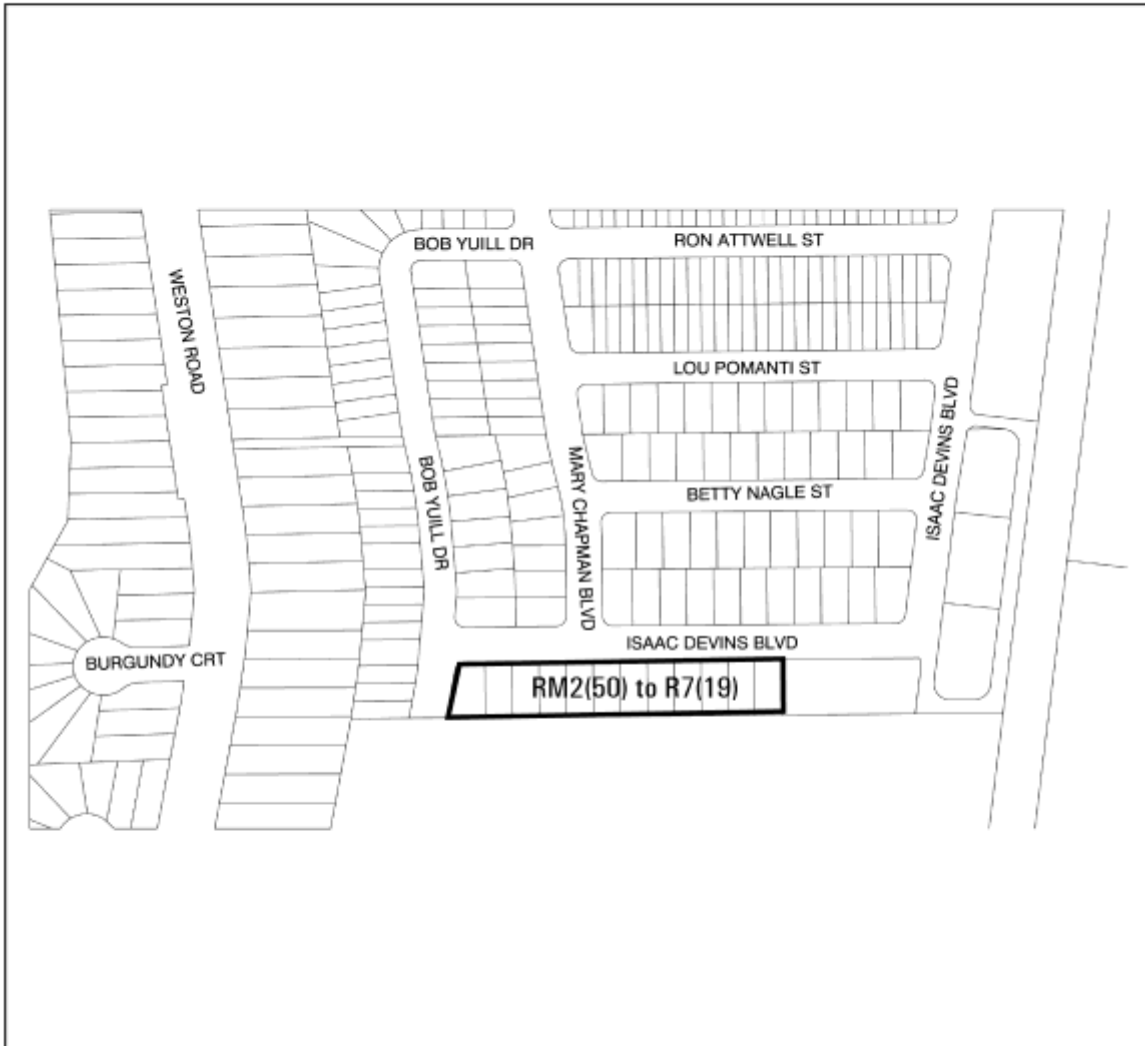 BOB YUILL DR
RON ATTWELL ST
WESTON ROAD
LOU POMANTI ST
ISAAC DEVINS BLVD
MARY CHAPMAN BLVD
BOB YUILL DR
BETTY NAGLE ST
ISAAC DEVINS BLVD
BURGUNDY CRT
RM2(50) to R7(19)